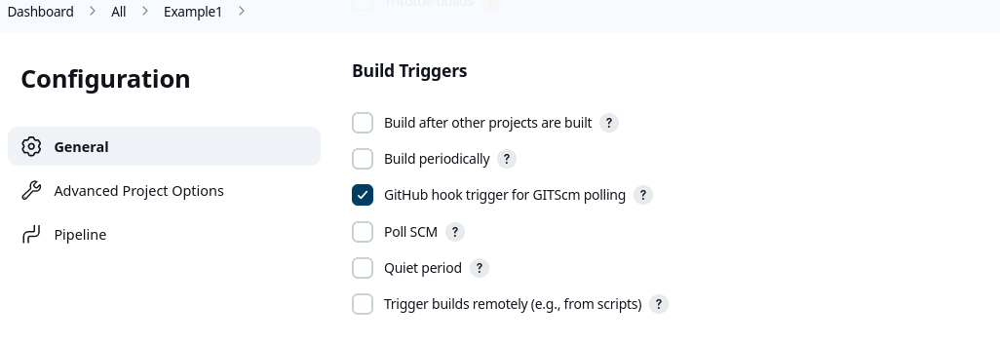 Dashboard > All > Example1 >
Throttle builds ?
Configuration
General
Advanced Project Options
Pipeline
Build Triggers
Build after other projects are built ?
Build periodically ?
GitHub hook trigger for GITScm polling ?
Poll SCM ?
Quiet period ?
Trigger builds remotely (e.g., from scripts) ?